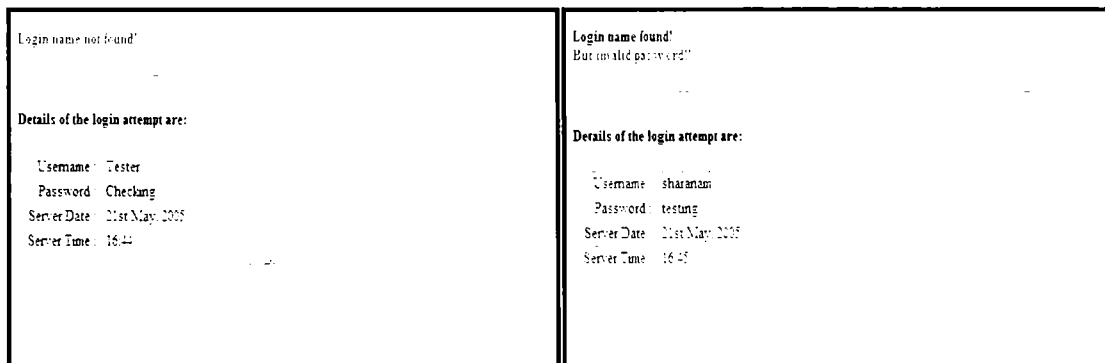 Login name not found!
Details of the login attempt are:
Username : Tester
Password : Checking
Server Date : 21st May, 2005
Server Time : 16:44
Login name found!
But invalid password!!
Details of the login attempt are:
Username : sharanam
Password : testing
Server Date : 21st May, 2005
Server Time : 16:45